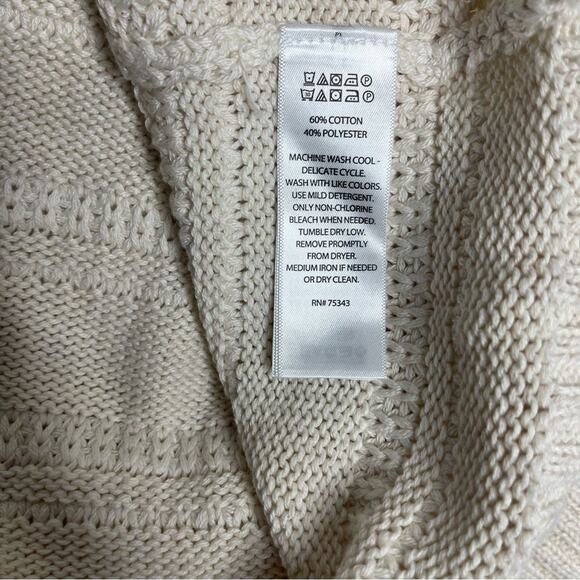 60% COTTON
40% POLYESTER
MACHINE WASH COOL -
DELICATE CYCLE.
WASH WITH LIKE COLORS.
USE MILD DETERGENT.
ONLY NON-CHLORINE
BLEACH WHEN NEEDED.
TUMBLE DRY LOW.
REMOVE PROMPTLY
FROM DRYER.
MEDIUM IRON IF NEEDED
OR DRY CLEAN.
RN# 75343